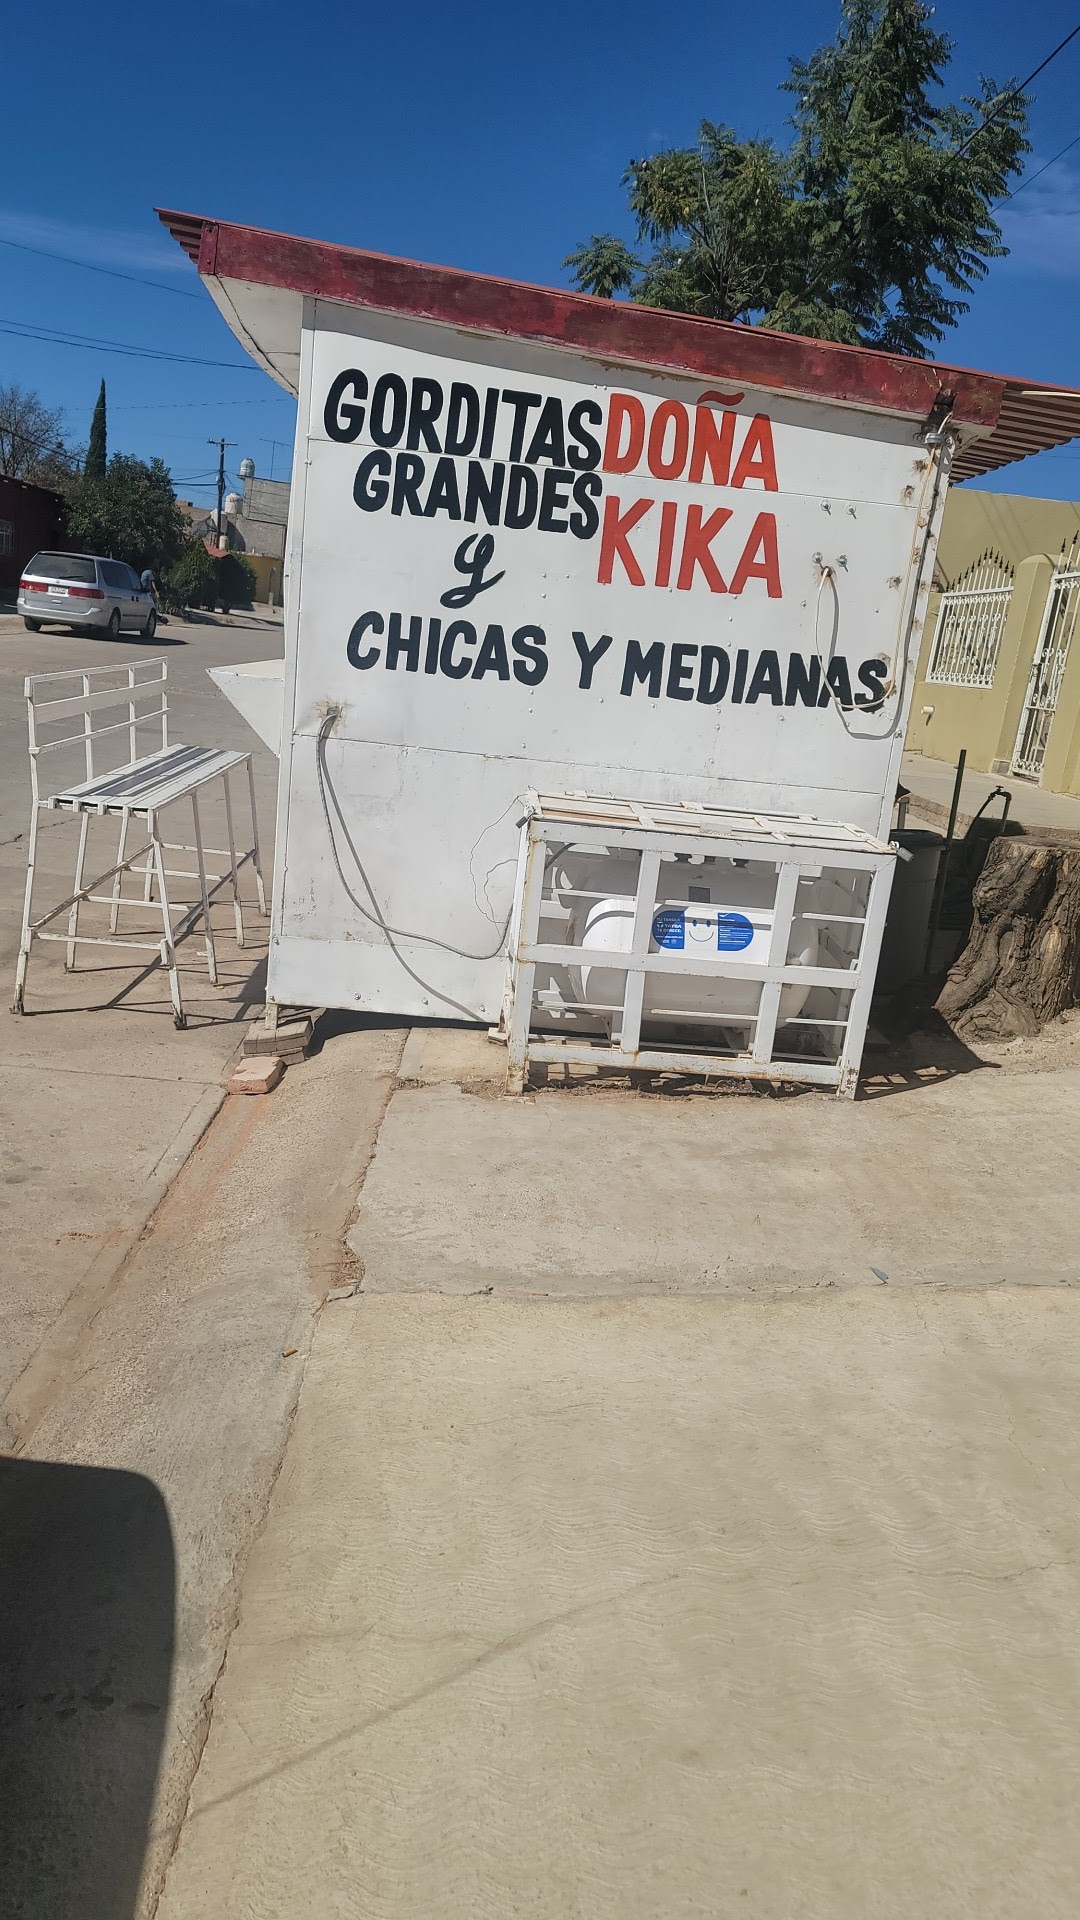 GORDITAS DOÑA
GRANDES KIKA
y
CHICAS Y MEDIANAS